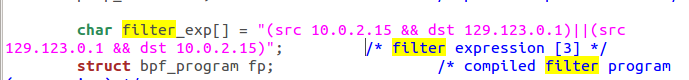 char filter_exp[] = "(src 10.0.2.15 && dst 129.123.0.1)||(src
129.123.0.1 && dst 10.0.2.15)"; /* filter expression [3] */
struct bpf_program fp; /* compiled filter program